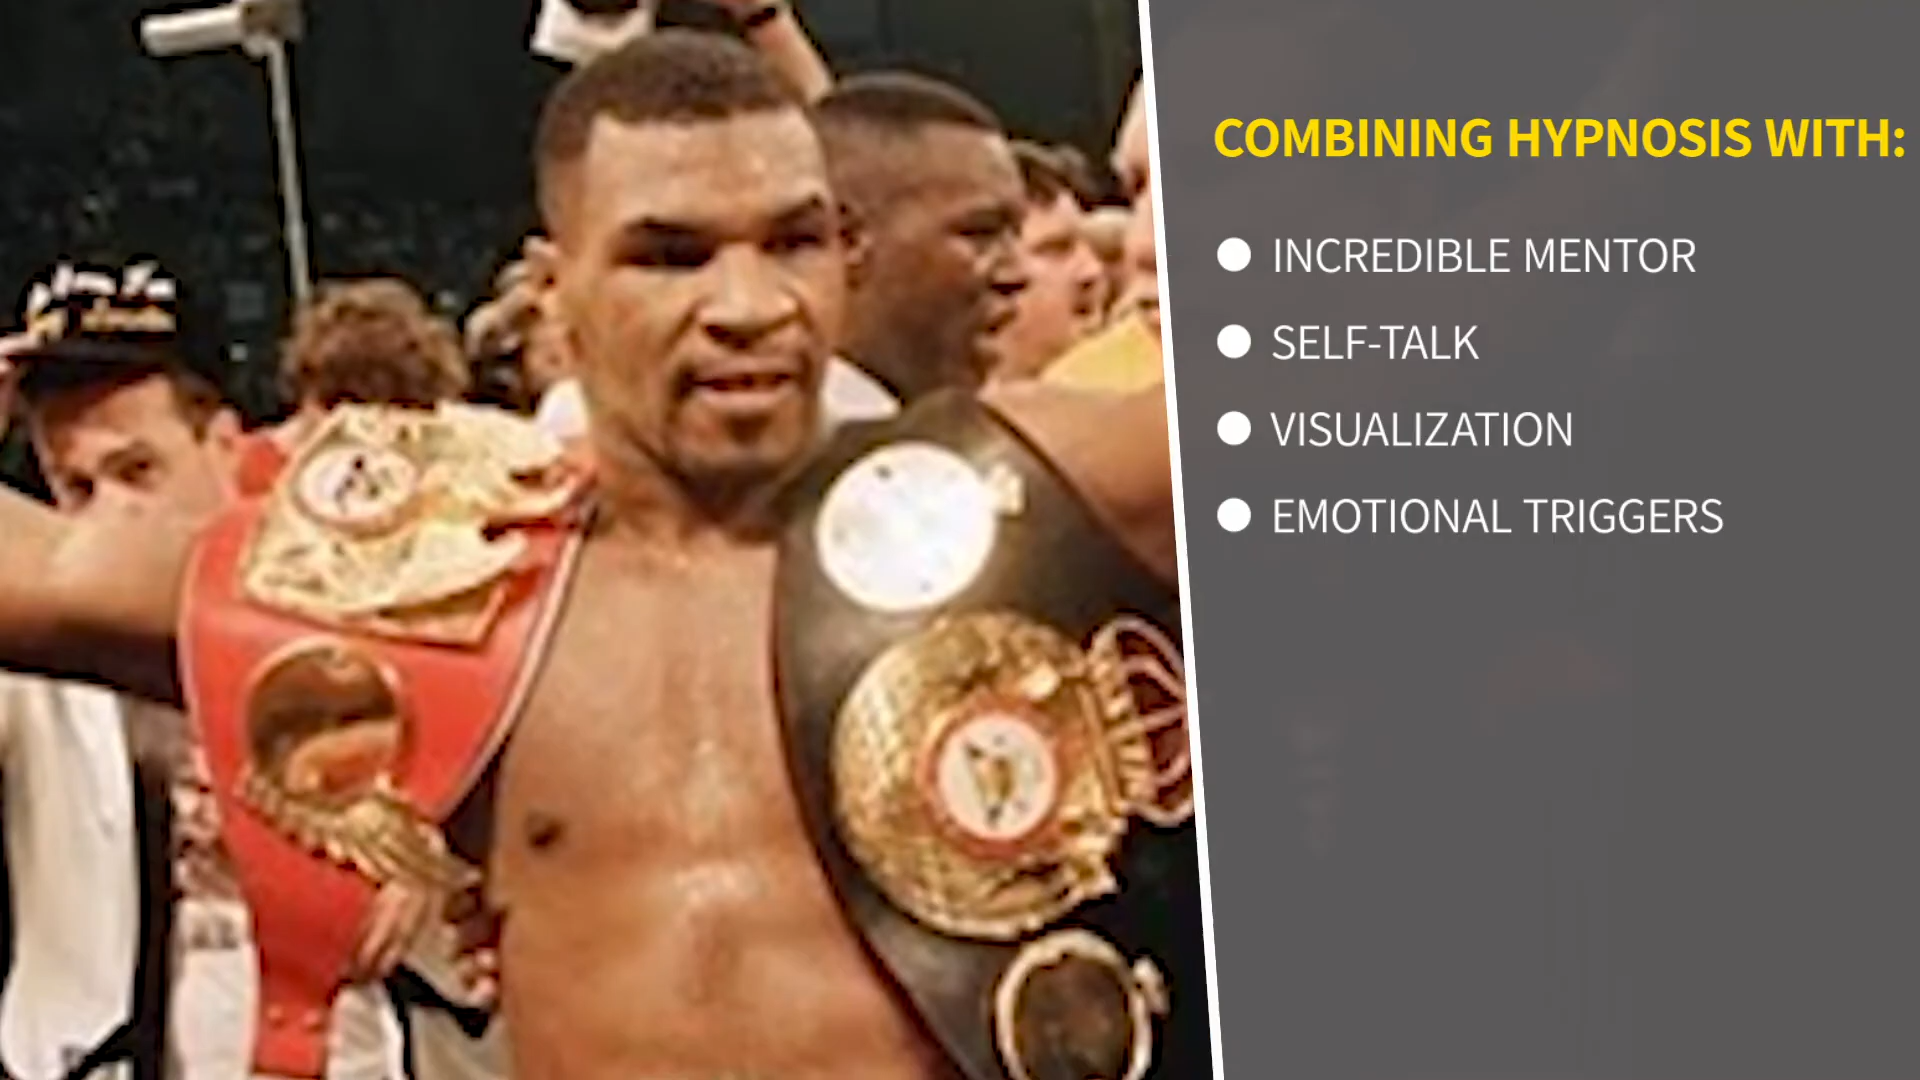 COMBINING HYPNOSIS WITH:
INCREDIBLE MENTOR
SELF-TALK
VISUALIZATION
EMOTIONAL TRIGGERS